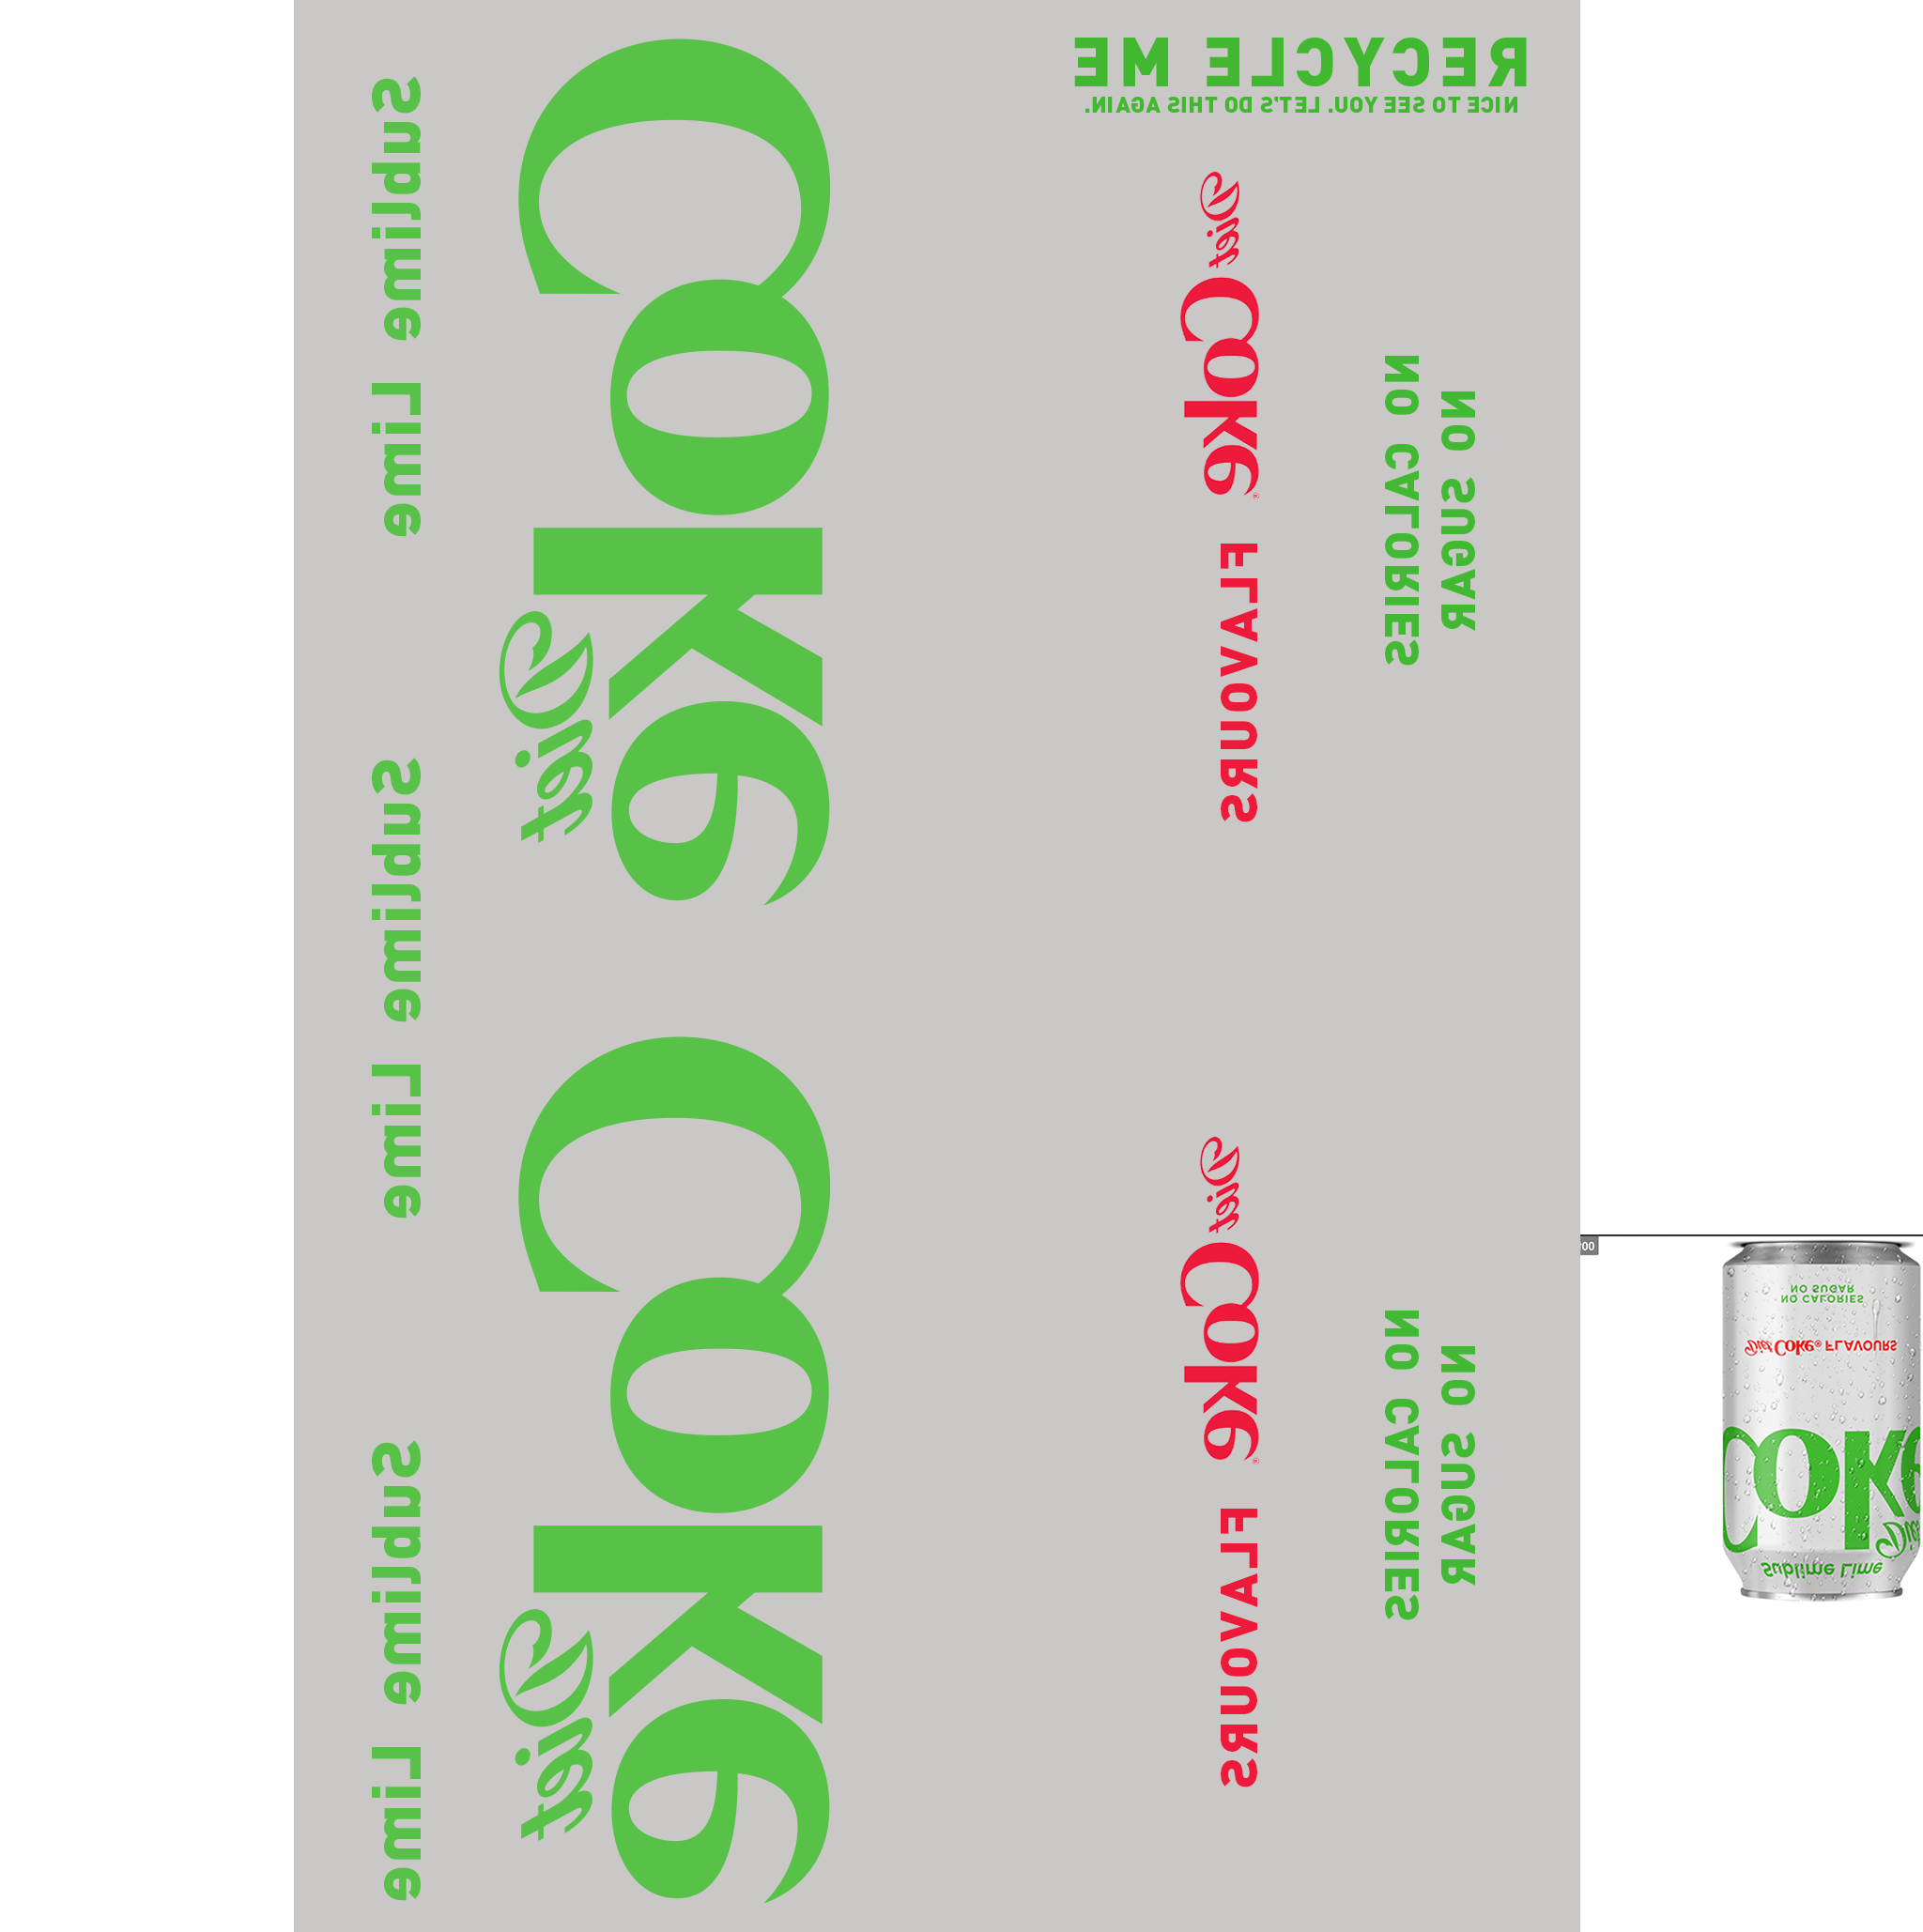 RECYCLE ME
NICE TO SEE YOU. LET'S DO THIS AGAIN.
NO SUGAR
NO CALORIES
Diet Coke® FLAVOURS
Coke
Diet
Sublime Lime
Sublime Lime
NO SUGAR
NO CALORIES
Diet Coke® FLAVOURS
Coke
Diet
Sublime Lime
00
NO SUGAR
NO CALORIES
Diet Coke® FLAVOURS
Coke
Die
Sublime Lime